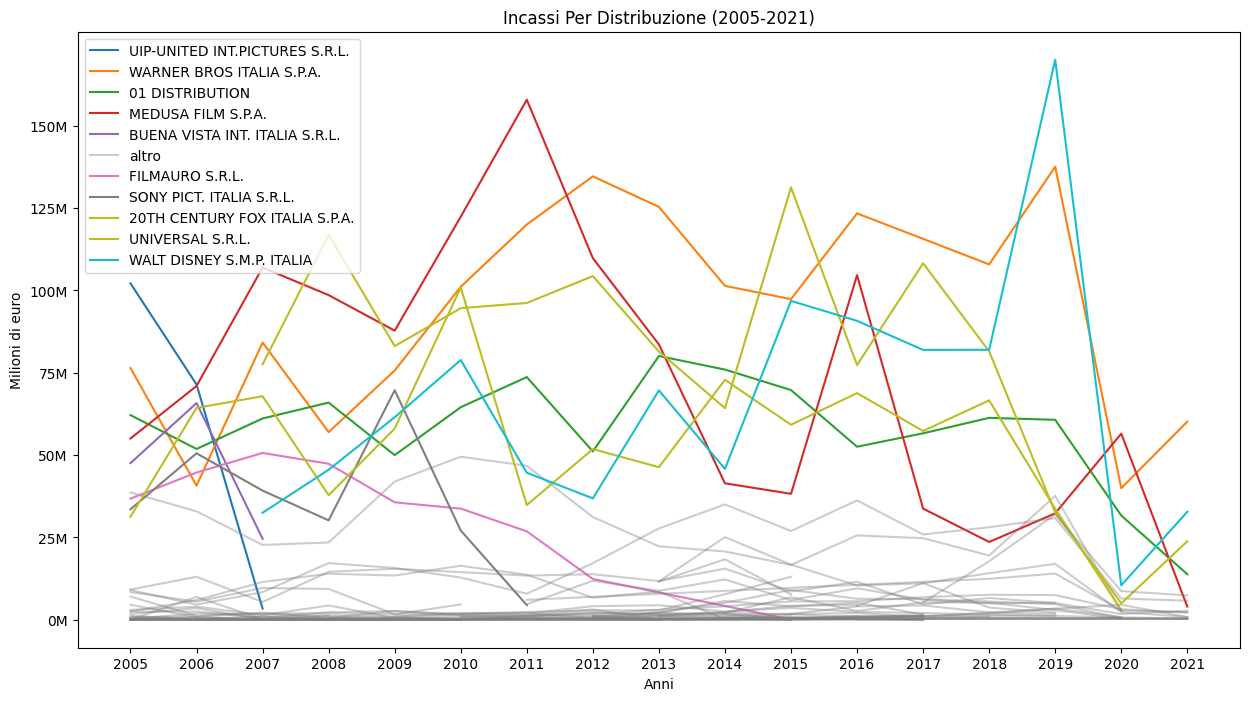 Incassi Per Distribuzione (2005-2021)
UIP-UNITED INT.PICTURES S.R.L.
WARNER BROS ITALIA S.P.A.
01 DISTRIBUTION
MEDUSA FILM S.P.A.
BUENA VISTA INT. ITALIA S.R.L.
altro
FILMAURO S.R.L.
SONY PICT. ITALIA S.R.L.
20TH CENTURY FOX ITALIA S.P.A.
UNIVERSAL S.R.L.
WALT DISNEY S.M.P. ITALIA
150M
125M
100M
75M
50M
25M
0M
Milioni di euro
2005 2006 2007 2008 2009 2010 2011 2012 2013 2014 2015 2016 2017 2018 2019 2020 2021
Anni